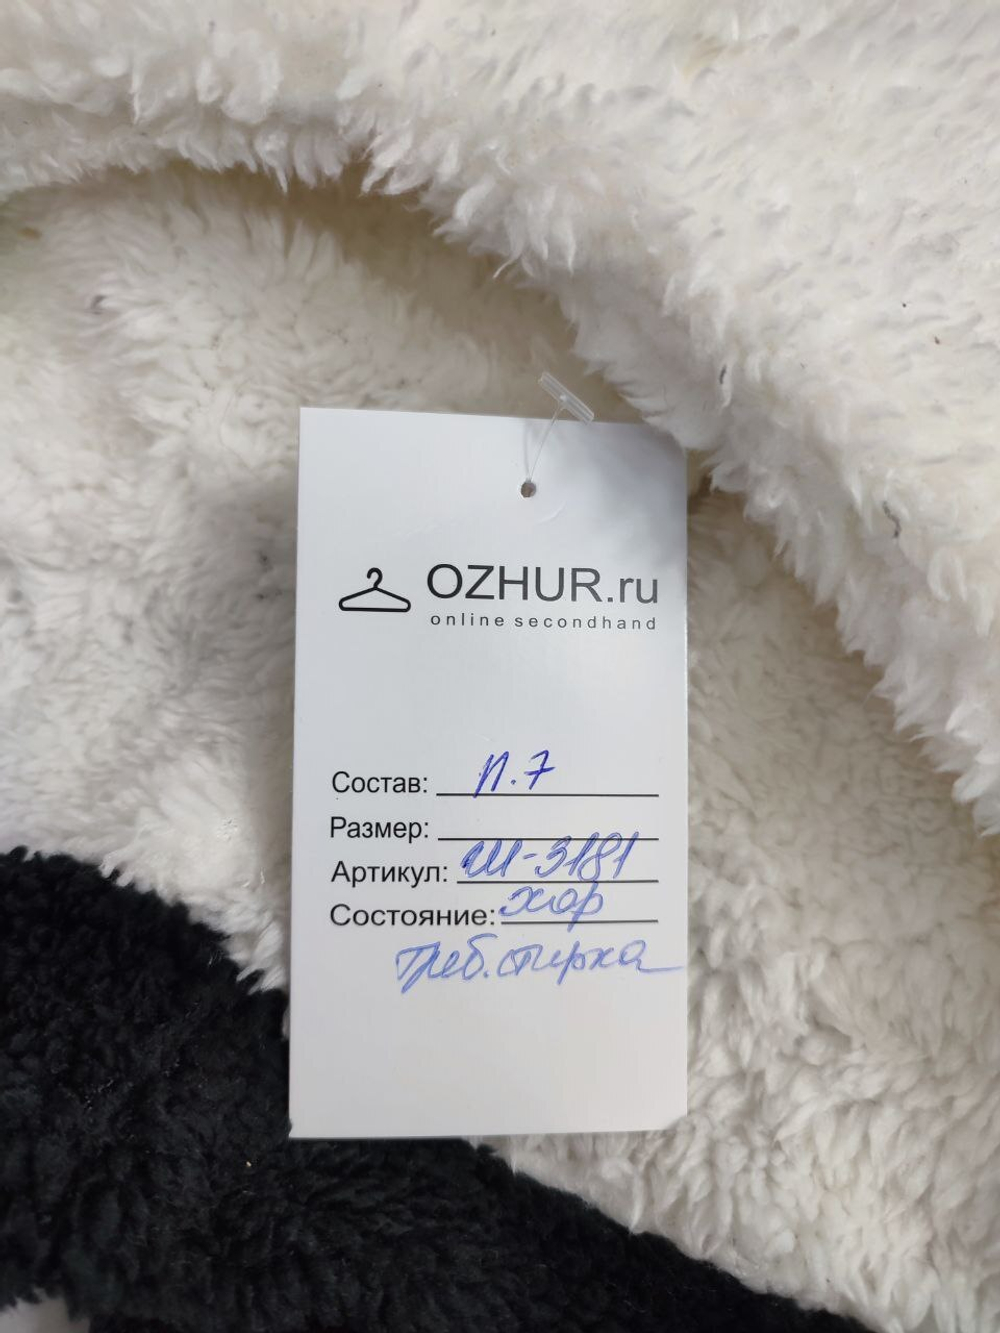 OZHUR.ru
online secondhand
Состав: п.7
Размер:
Артикул: Ш-3181
Состояние: хор
треб. стирка